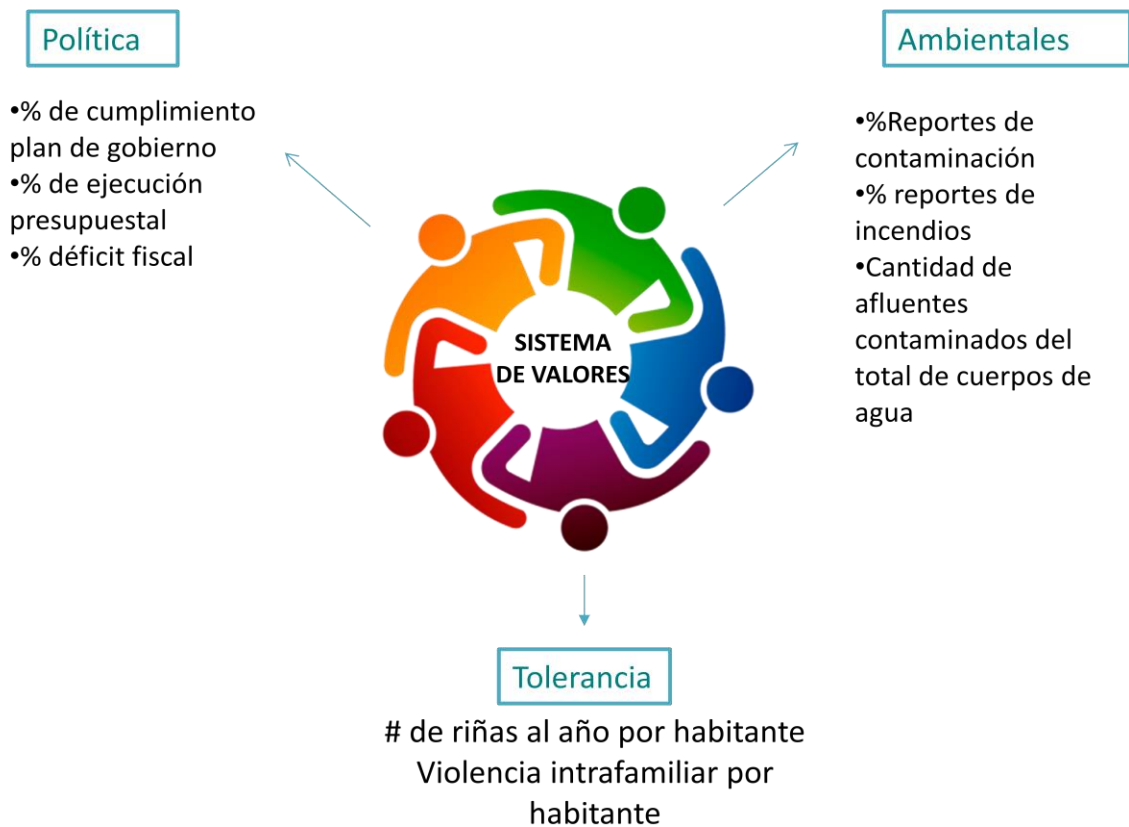 Política
•% de cumplimiento
plan de gobierno
•% de ejecución
presupuestal
•% déficit fiscal
Ambientales
•%Reportes de
contaminación
•% reportes de
incendios
•Cantidad de
afluentes
contaminados del
total de cuerpos de
agua
SISTEMA
DE VALORES
Tolerancia
# de riñas al año por habitante
Violencia intrafamiliar por
habitante